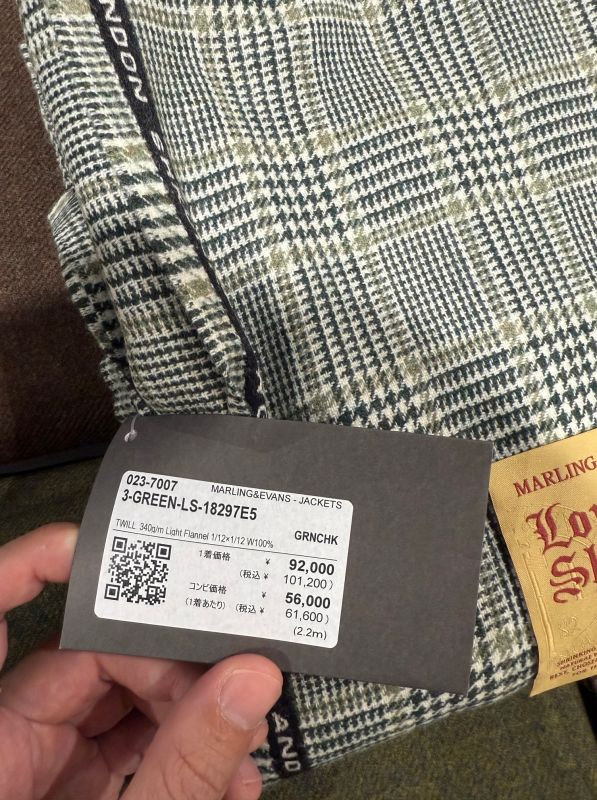 NDON
AND
MARLING
023-7007
MARLING&EVANS - JACKETS
3-GREEN-LS-18297E5
TWILL 340g/m Light Flannel 1/12×1/12 W100%
GRNCHK
1着価格 ¥ 92,000
(税込 ¥ 101,200)
コンビ価格 ¥ 56,000
(1着あたり) (税込 ¥ 61,600)
(2.2m)